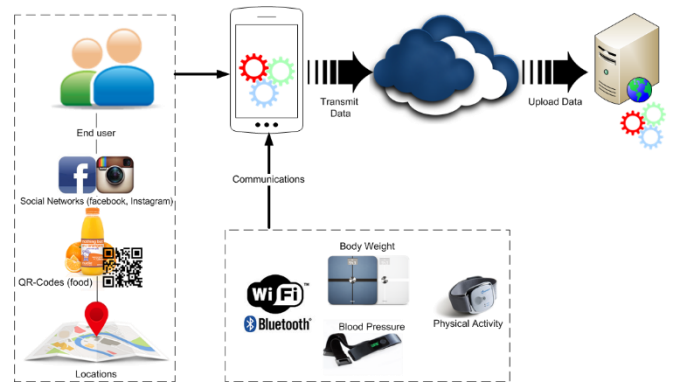 End user
Social Networks (facebook, Instagram)
QR-Codes (food)
Locations
Transmit
Data
Upload Data
Communications
Body Weight
WiFi™
Bluetooth®
Blood Pressure
Physical Activity